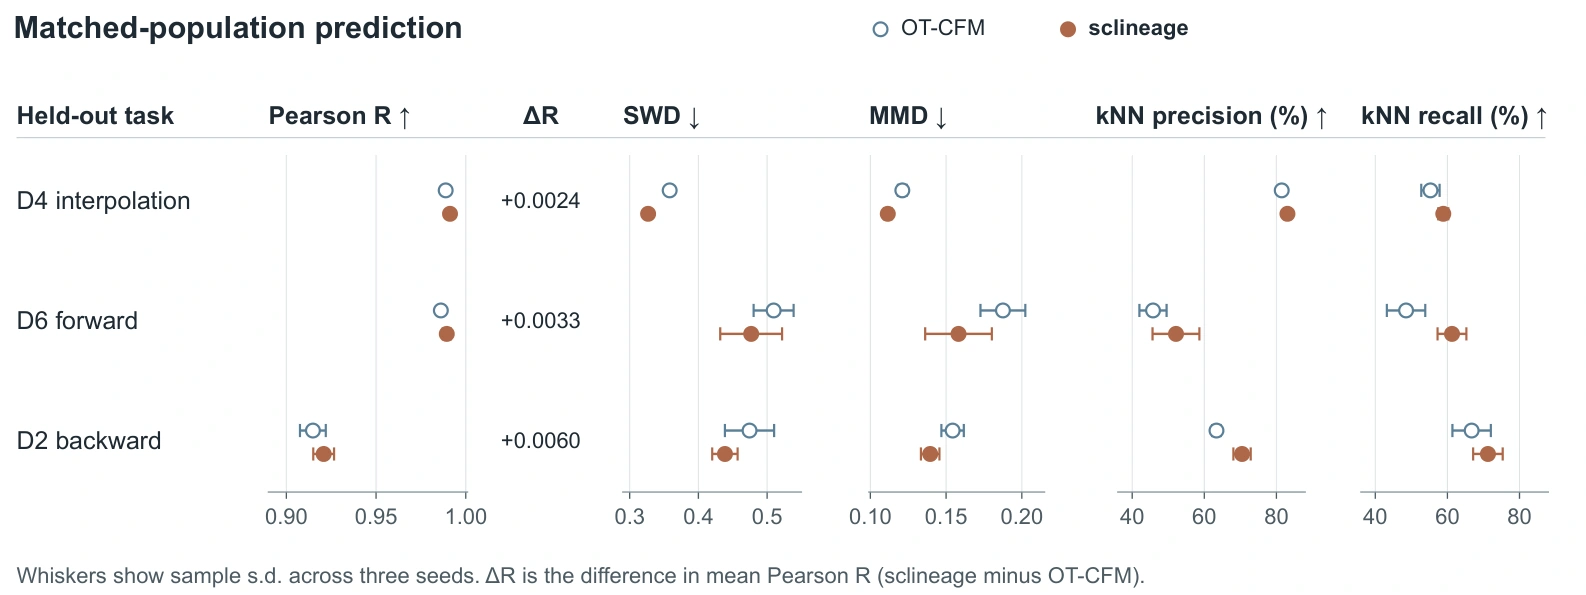 Matched-population prediction
OT-CFM
sclineage
Held-out task Pearson R ↑ ΔR SWD ↓ MMD ↓ kNN precision (%) ↑ kNN recall (%) ↑
D4 interpolation +0.0024
D6 forward +0.0033
D2 backward +0.0060
0.90 0.95 1.00 0.3 0.4 0.5 0.10 0.15 0.20 40 60 80 40 60 80
Whiskers show sample s.d. across three seeds. ΔR is the difference in mean Pearson R (sclineage minus OT-CFM).